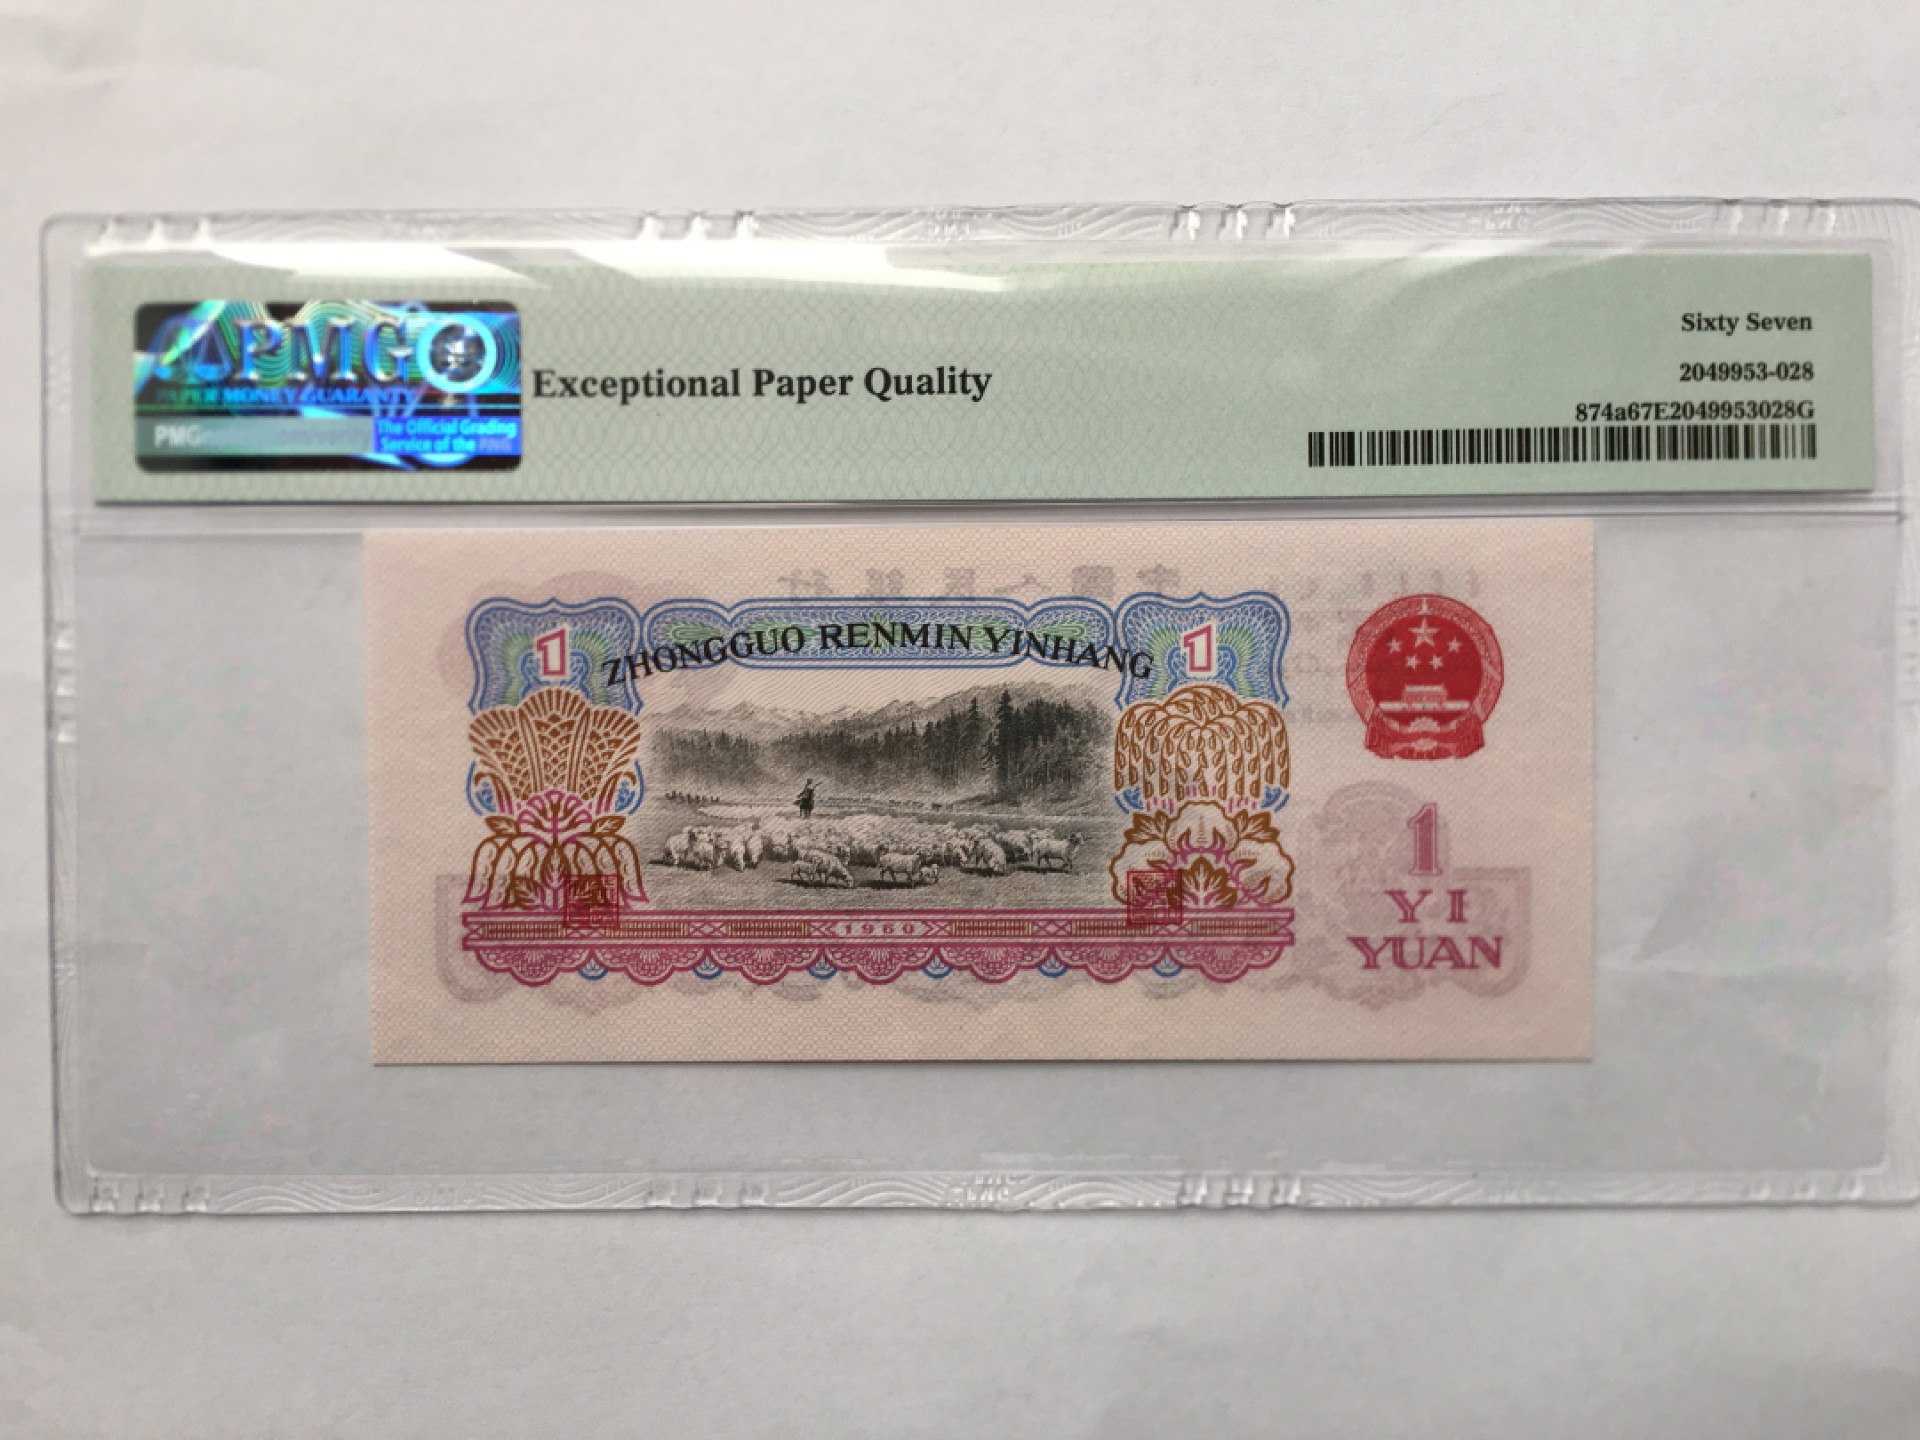 PMG
PAPER MONEY GUARANTY
The Official Grading
Service of the
Exceptional Paper Quality
Sixty Seven
2049953-028
874a67E2049953028G
1
1
ZHONGGUO RENMIN YINHANG
1960
1
YI
YUAN